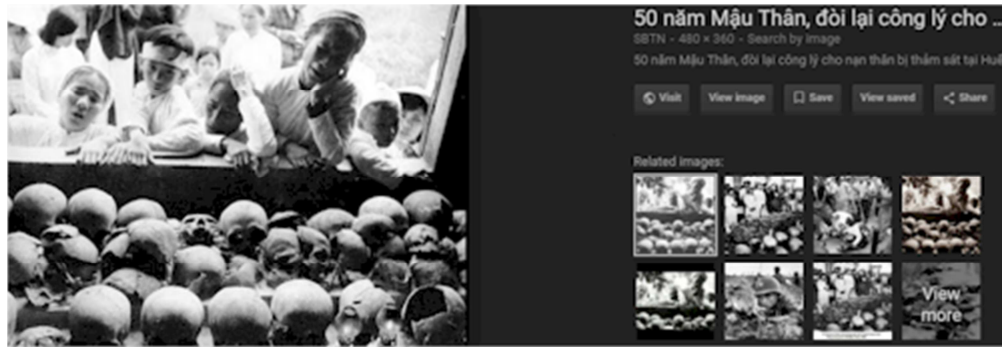 50 năm Mậu Thân, đòi lại công lý cho ...
SBTN - 480 × 360 - Search by image
50 năm Mậu Thân, đòi lại công lý cho nạn thân bị thảm sát tại Huế
Visit
View image
Save
View saved
Share
Related images:
View
more